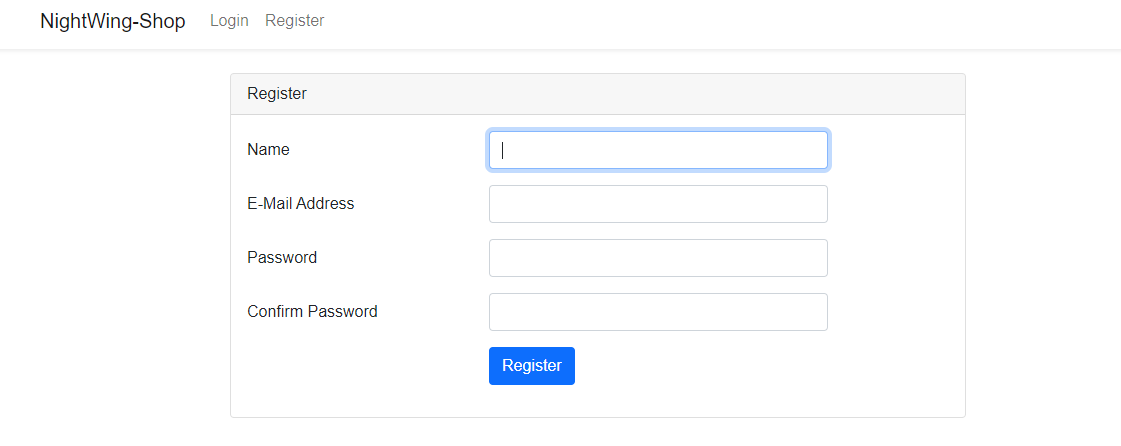 NightWing-Shop Login Register
Register
Name
E-Mail Address
Password
Confirm Password
Register